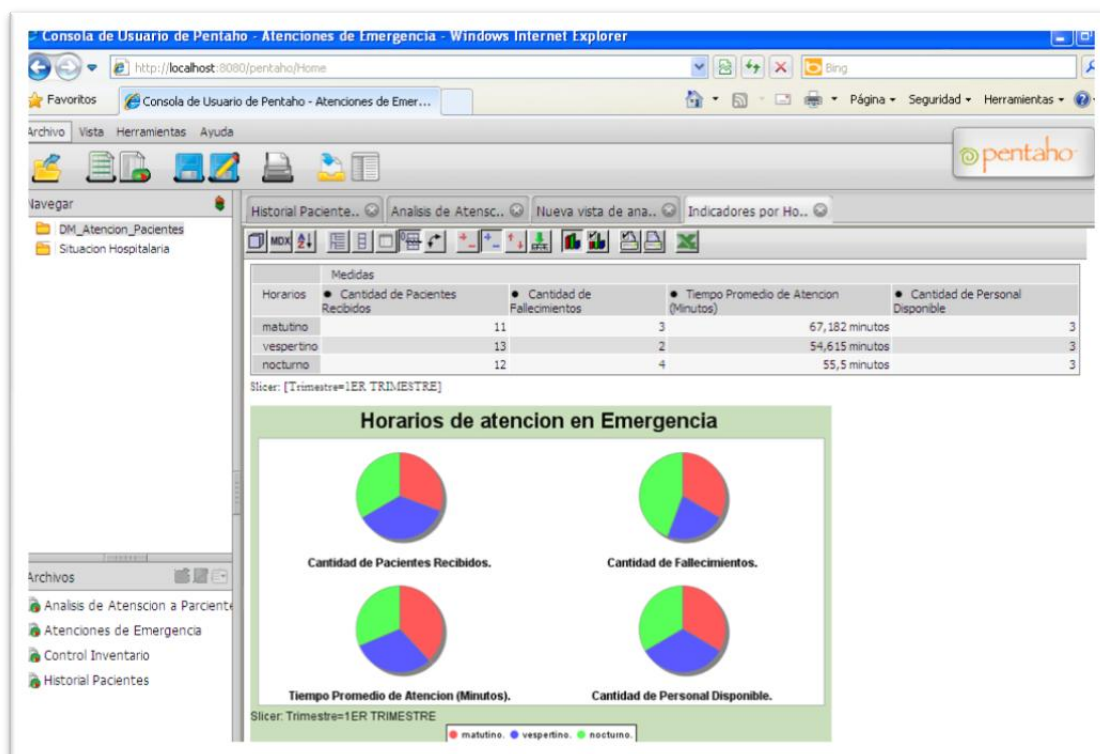 Consola de Usuario de Pentaho - Atenciones de Emergencia - Windows Internet Explorer
http://localhost:8080/pentaho/Home
Bing
Favoritos
Consola de Usuario de Pentaho - Atenciones de Emer...
Página
Seguridad
Herramientas
Archivo Vista Herramientas Ayuda
pentaho
Navegar
DM_Atencion_Pacientes
Situacion Hospitalaria
Historial Paciente..
Analisis de Atensc..
Nueva vista de ana..
Indicadores por Ho..
MDX
Medidas
Horarios
Cantidad de Pacientes Recibidos
Cantidad de Fallecimientos
Tiempo Promedio de Atencion (Minutos)
Cantidad de Personal Disponible
matutino 11 3 67,182 minutos 3
vespertino 13 2 54,615 minutos 3
nocturno 12 4 55,5 minutos 3
Slicer: [Trimestre=1ER TRIMESTRE]
Horarios de atencion en Emergencia
Cantidad de Pacientes Recibidos.
Cantidad de Fallecimientos.
Tiempo Promedio de Atencion (Minutos).
Cantidad de Personal Disponible.
Slicer: Trimestre=1ER TRIMESTRE
matutino. vespertino. nocturno.
Archivos
Analisis de Atenscion a Parciente
Atenciones de Emergencia
Control Inventario
Historial Pacientes